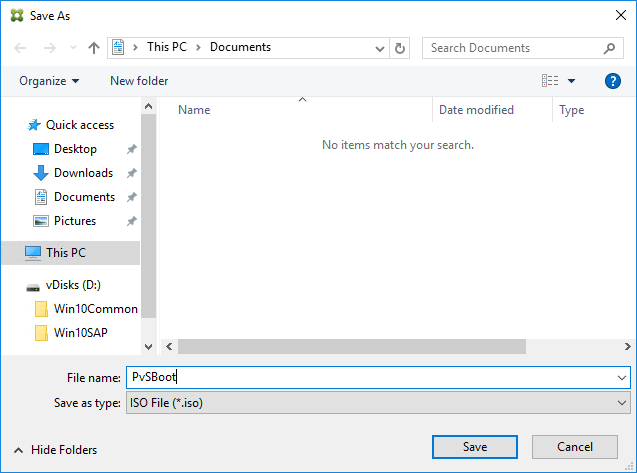 Save As
This PC > Documents
Search Documents
Organize
New folder
?
Name
Date modified
Type
No items match your search.
Quick access
Desktop
Downloads
Documents
Pictures
This PC
vDisks (D:)
Win10Common
Win10SAP
File name: PvSBoot
Save as type: ISO File (*.iso)
Hide Folders
Save
Cancel